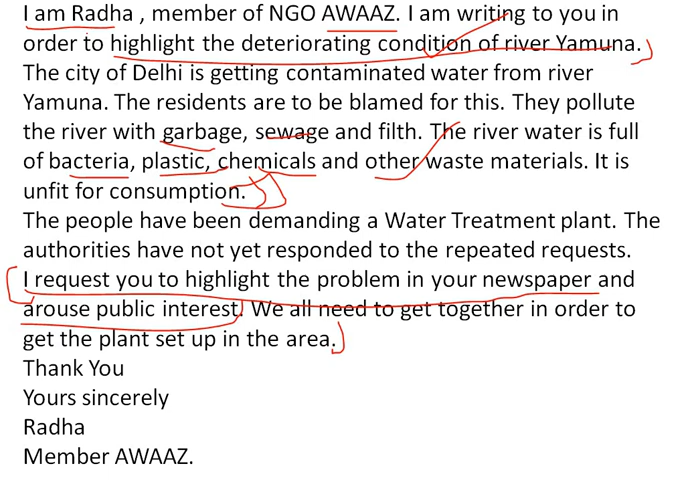 I am Radha , member of NGO AWAAZ. I am writing to you in
order to highlight the deteriorating condition of river Yamuna.
The city of Delhi is getting contaminated water from river
Yamuna. The residents are to be blamed for this. They pollute
the river with garbage, sewage and filth. The river water is full
of bacteria, plastic, chemicals and other waste materials. It is
unfit for consumption.
The people have been demanding a Water Treatment plant. The
authorities have not yet responded to the repeated requests.
I request you to highlight the problem in your newspaper and
arouse public interest. We all need to get together in order to
get the plant set up in the area.
Thank You
Yours sincerely
Radha
Member AWAAZ.